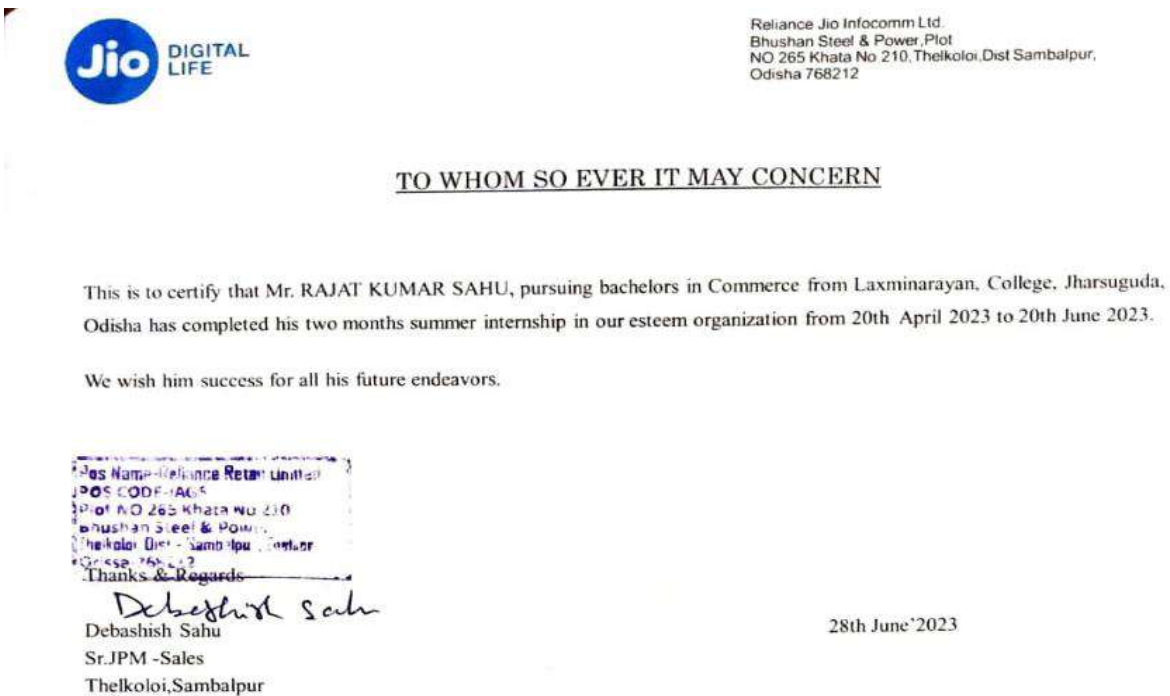 Jio DIGITAL
LIFE
Reliance Jio Infocomm Ltd.
Bhushan Steel & Power,Plot
NO 265 Khata No 210,Thelkoloi,Dist Sambalpur,
Odisha 768212
TO WHOM SO EVER IT MAY CONCERN
This is to certify that Mr. RAJAT KUMAR SAHU, pursuing bachelors in Commerce from Laxminarayan, College, Jharsuguda,
Odisha has completed his two months summer internship in our esteem organization from 20th April 2023 to 20th June 2023.
We wish him success for all his future endeavors.
Pos Name-Reliance Retail Limited
POS CODE-
Plot NO 265 Khata No 210
Bhushan Steel & Power
Thelkoloi Dist - Sambalpur
Orissa
Thanks & Regards
Debashish Sahu
Debashish Sahu
Sr.JPM -Sales
Thelkoloi,Sambalpur
28th June'2023